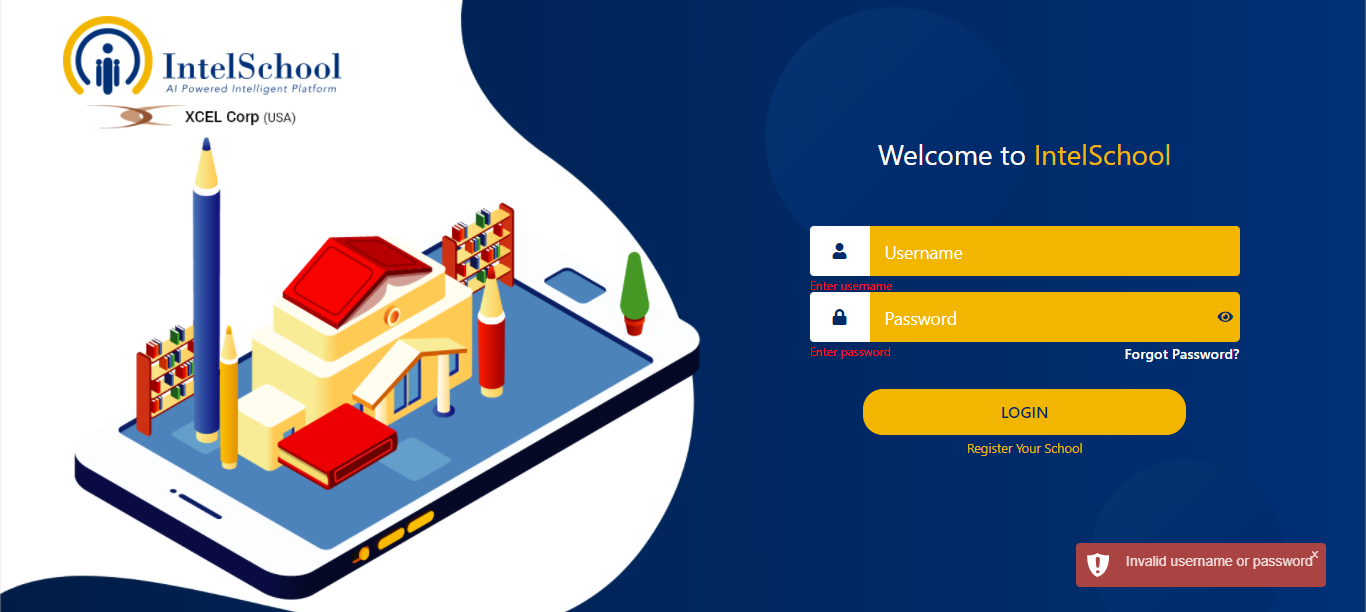 IntelSchool
AI Powered Intelligent Platform
XCEL Corp (USA)
Welcome to IntelSchool
Username
Enter username
Password
Enter password
Forgot Password?
LOGIN
Register Your School
Invalid username or password